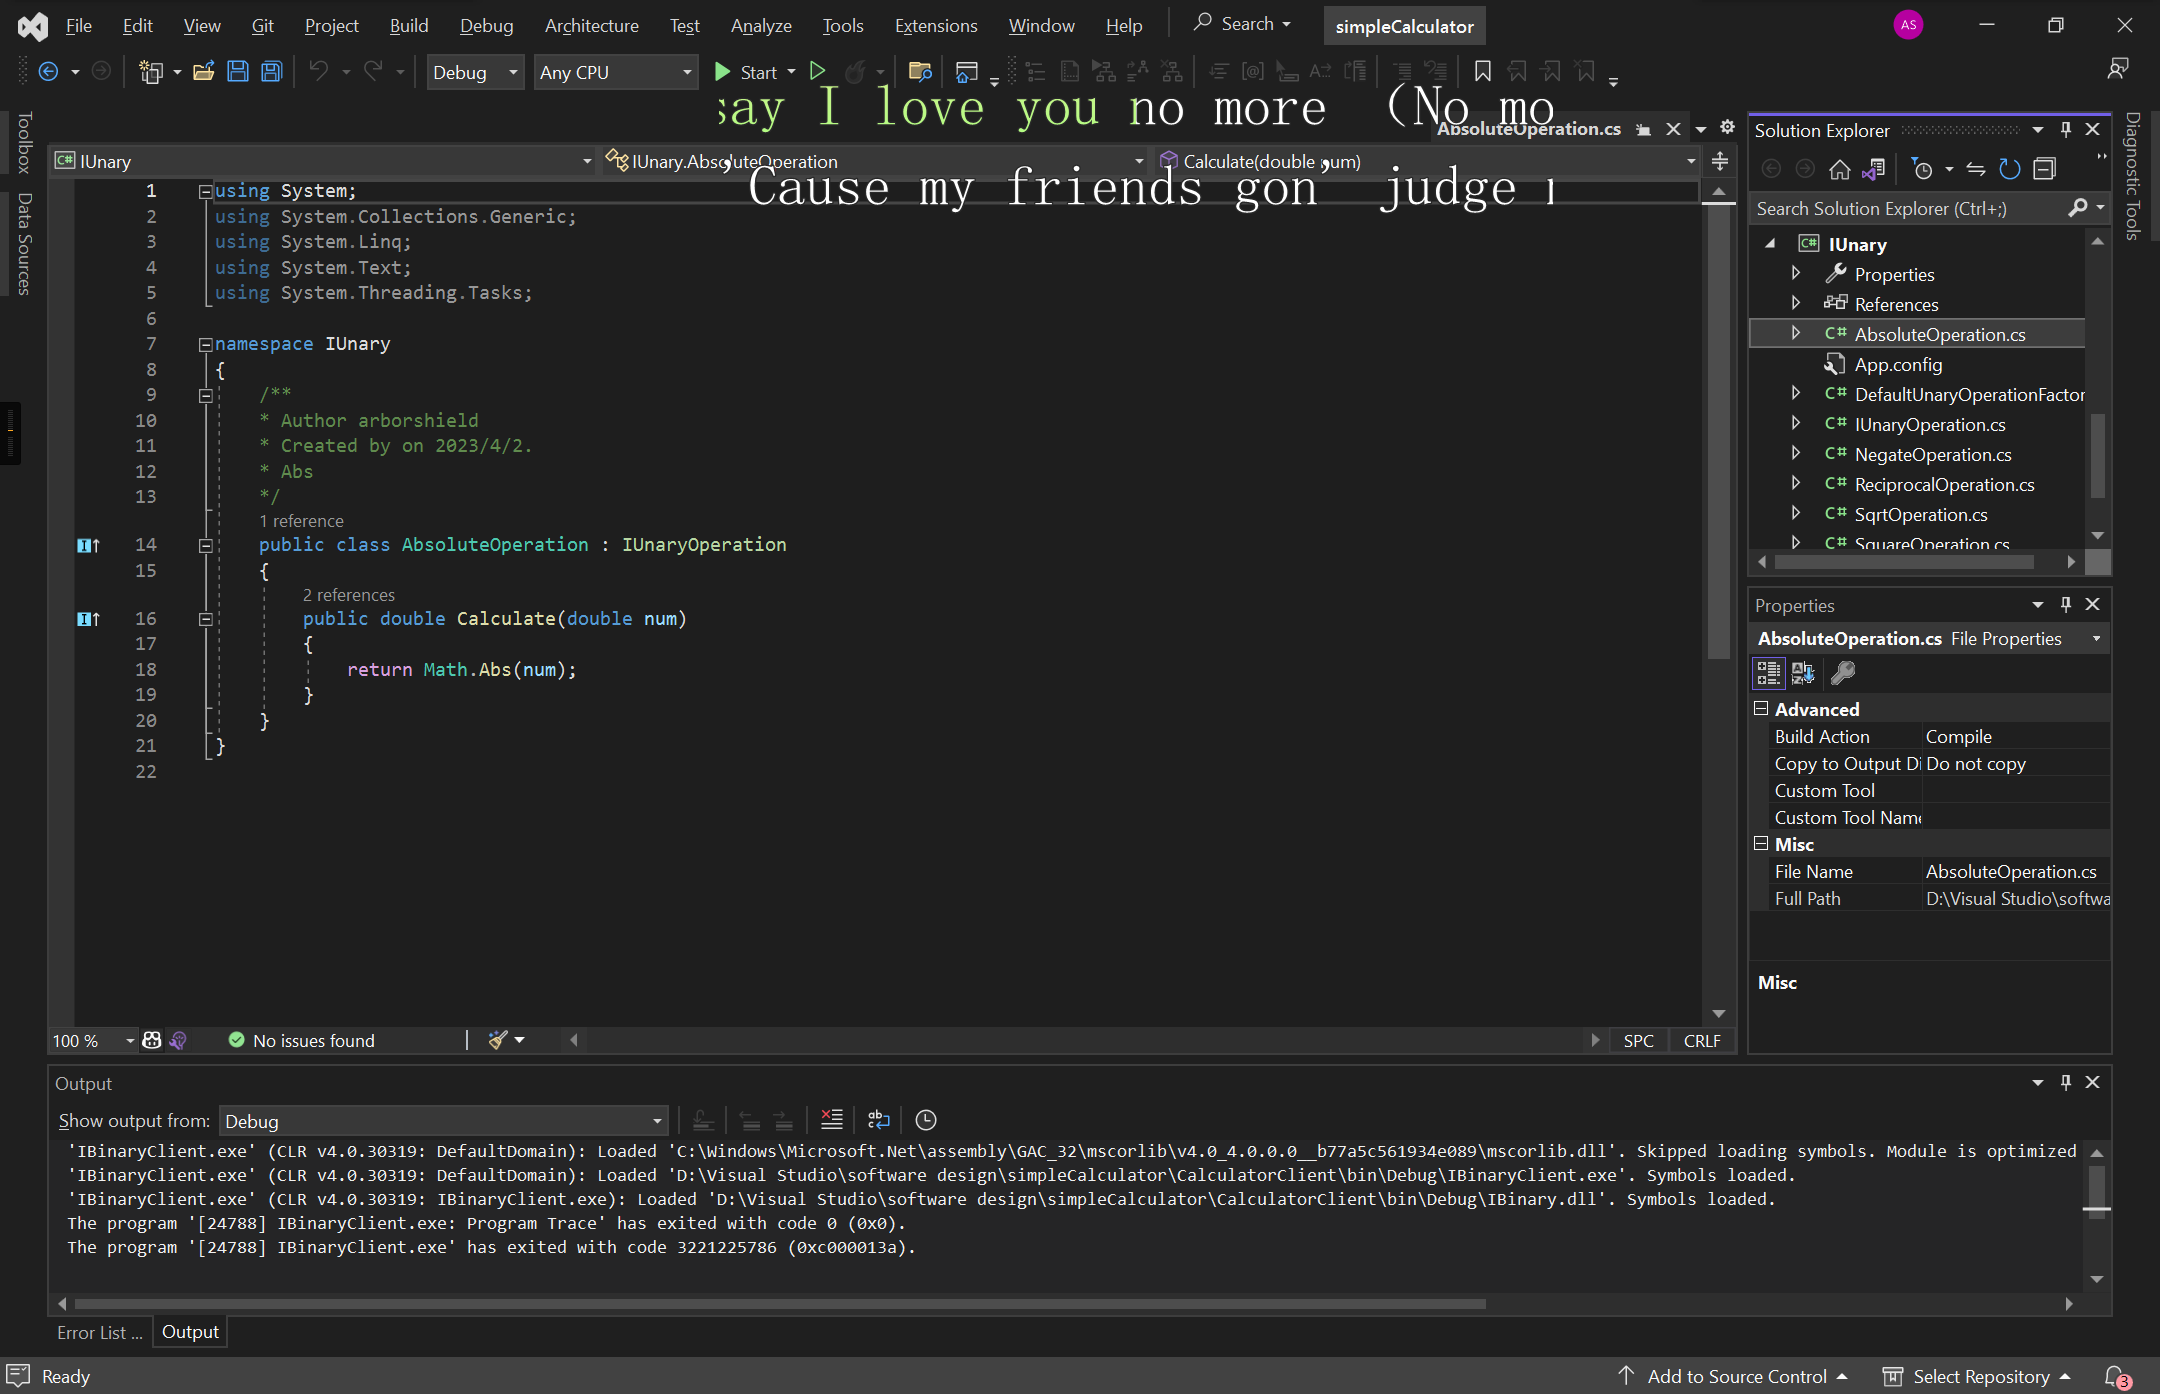 File Edit View Git Project Build Debug Architecture Test Analyze Tools Extensions Window Help Search simpleCalculator AS
Debug Any CPU Start
say I love you no more (No mo
AbsoluteOperation.cs
IUnary IUnary.AbsoluteOperation Calculate(double num)
'Cause my friends gon' judge
Toolbox
Data Sources
1 using System;
2 using System.Collections.Generic;
3 using System.Linq;
4 using System.Text;
5 using System.Threading.Tasks;
6
7 namespace IUnary
8 {
9 /**
10 * Author arborshield
11 * Created by on 2023/4/2.
12 * Abs
13 */
1 reference
14 public class AbsoluteOperation : IUnaryOperation
15 {
2 references
16 public double Calculate(double num)
17 {
18 return Math.Abs(num);
19 }
20 }
21 }
22
100 % No issues found SPC CRLF
Solution Explorer
Search Solution Explorer (Ctrl+;)
C# IUnary
Properties
References
C# AbsoluteOperation.cs
App.config
C# DefaultUnaryOperationFactor
C# IUnaryOperation.cs
C# NegateOperation.cs
C# ReciprocalOperation.cs
C# SqrtOperation.cs
C# SquareOperation.cs
Diagnostic Tools
Properties
AbsoluteOperation.cs File Properties
Advanced
Build Action Compile
Copy to Output Di Do not copy
Custom Tool
Custom Tool Name
Misc
File Name AbsoluteOperation.cs
Full Path D:\Visual Studio\softwa
Misc
Output
Show output from: Debug
'IBinaryClient.exe' (CLR v4.0.30319: DefaultDomain): Loaded 'C:\Windows\Microsoft.Net\assembly\GAC_32\mscorlib\v4.0_4.0.0.0__b77a5c561934e089\mscorlib.dll'. Skipped loading symbols. Module is optimized
'IBinaryClient.exe' (CLR v4.0.30319: DefaultDomain): Loaded 'D:\Visual Studio\software design\simpleCalculator\CalculatorClient\bin\Debug\IBinaryClient.exe'. Symbols loaded.
'IBinaryClient.exe' (CLR v4.0.30319: IBinaryClient.exe): Loaded 'D:\Visual Studio\software design\simpleCalculator\CalculatorClient\bin\Debug\IBinary.dll'. Symbols loaded.
The program '[24788] IBinaryClient.exe: Program Trace' has exited with code 0 (0x0).
The program '[24788] IBinaryClient.exe' has exited with code 3221225786 (0xc000013a).
Error List ... Output
Ready Add to Source Control Select Repository 3